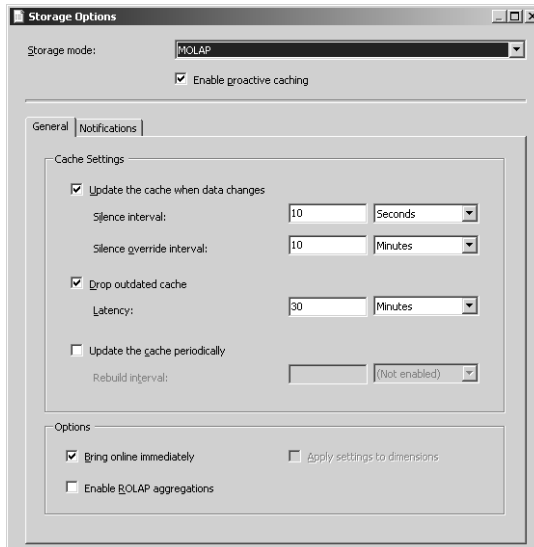 Storage Options
Storage mode: MOLAP
Enable proactive caching
General Notifications
Cache Settings
Update the cache when data changes
Silence interval: 10 Seconds
Silence override interval: 10 Minutes
Drop outdated cache
Latency: 30 Minutes
Update the cache periodically
Rebuild interval: (Not enabled)
Options
Bring online immediately Apply settings to dimensions
Enable ROLAP aggregations